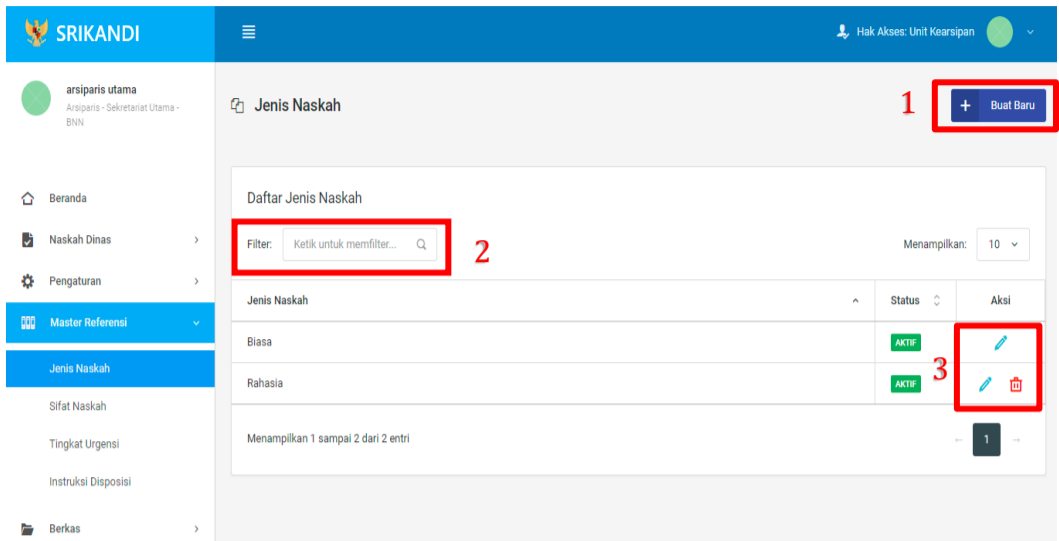 SRIKANDI
Hak Akses: Unit Kearsipan
arsiparis utama
Arsiparis - Sekretariat Utama -
BNN
Jenis Naskah
1
+ Buat Baru
Beranda
Naskah Dinas
Pengaturan
Master Referensi
Jenis Naskah
Sifat Naskah
Tingkat Urgensi
Instruksi Disposisi
Berkas
Daftar Jenis Naskah
Filter: Ketik untuk memfilter...
2
Menampilkan: 10
Jenis Naskah Status Aksi
Biasa AKTIF
3
Rahasia AKTIF
Menampilkan 1 sampai 2 dari 2 entri
← 1 →